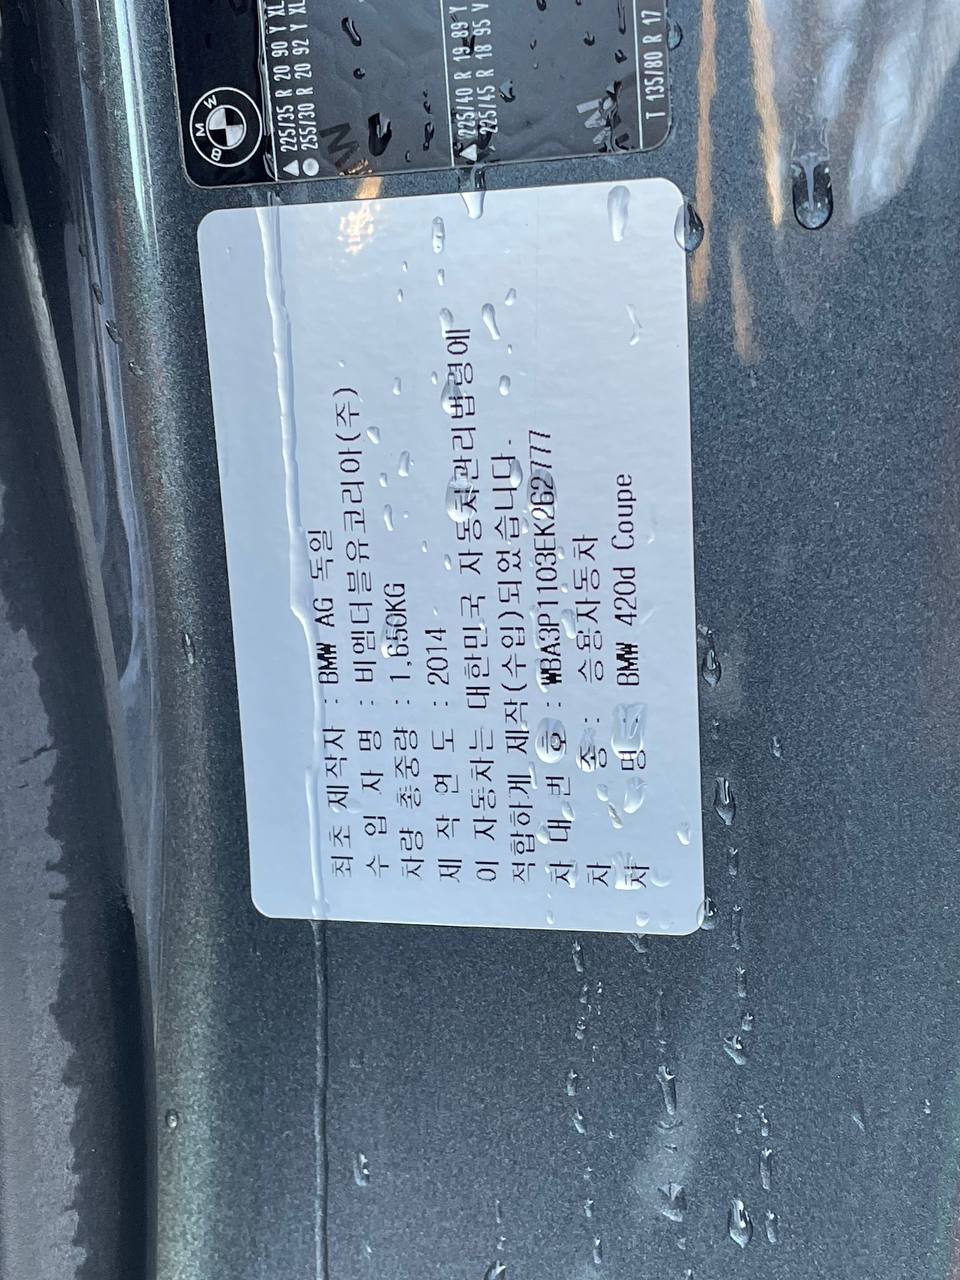 BMW
225/35 R 20 90 Y XL
255/30 R 20 92 Y XL
225/40 R 19 89 Y
225/45 R 18 95 V
T 135/80 R 17
최초 제작자 : BMW AG 독일
수 입 자 명 : 비엠더블유코리아(주)
차량 총중량 : 1,650KG
제 작 연 도 : 2014
이 자동차는 대한민국 자동차관리법령에
적합하게 제작(수입)되었습니다.
차 대 번 호 : WBA3P1103EK262777
차 종 : 승용자동차
차 명 : BMW 420d Coupe